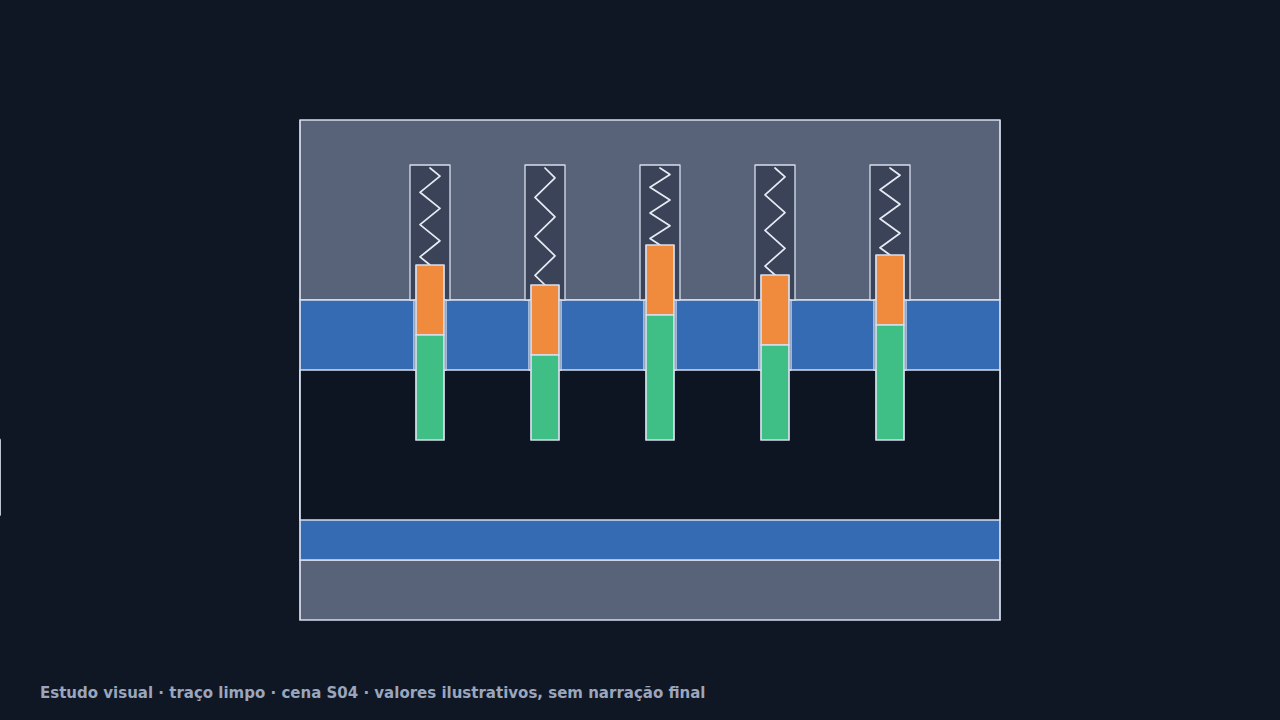 Estudo visual · traço limpo · cena S04 · valores ilustrativos, sem narração final